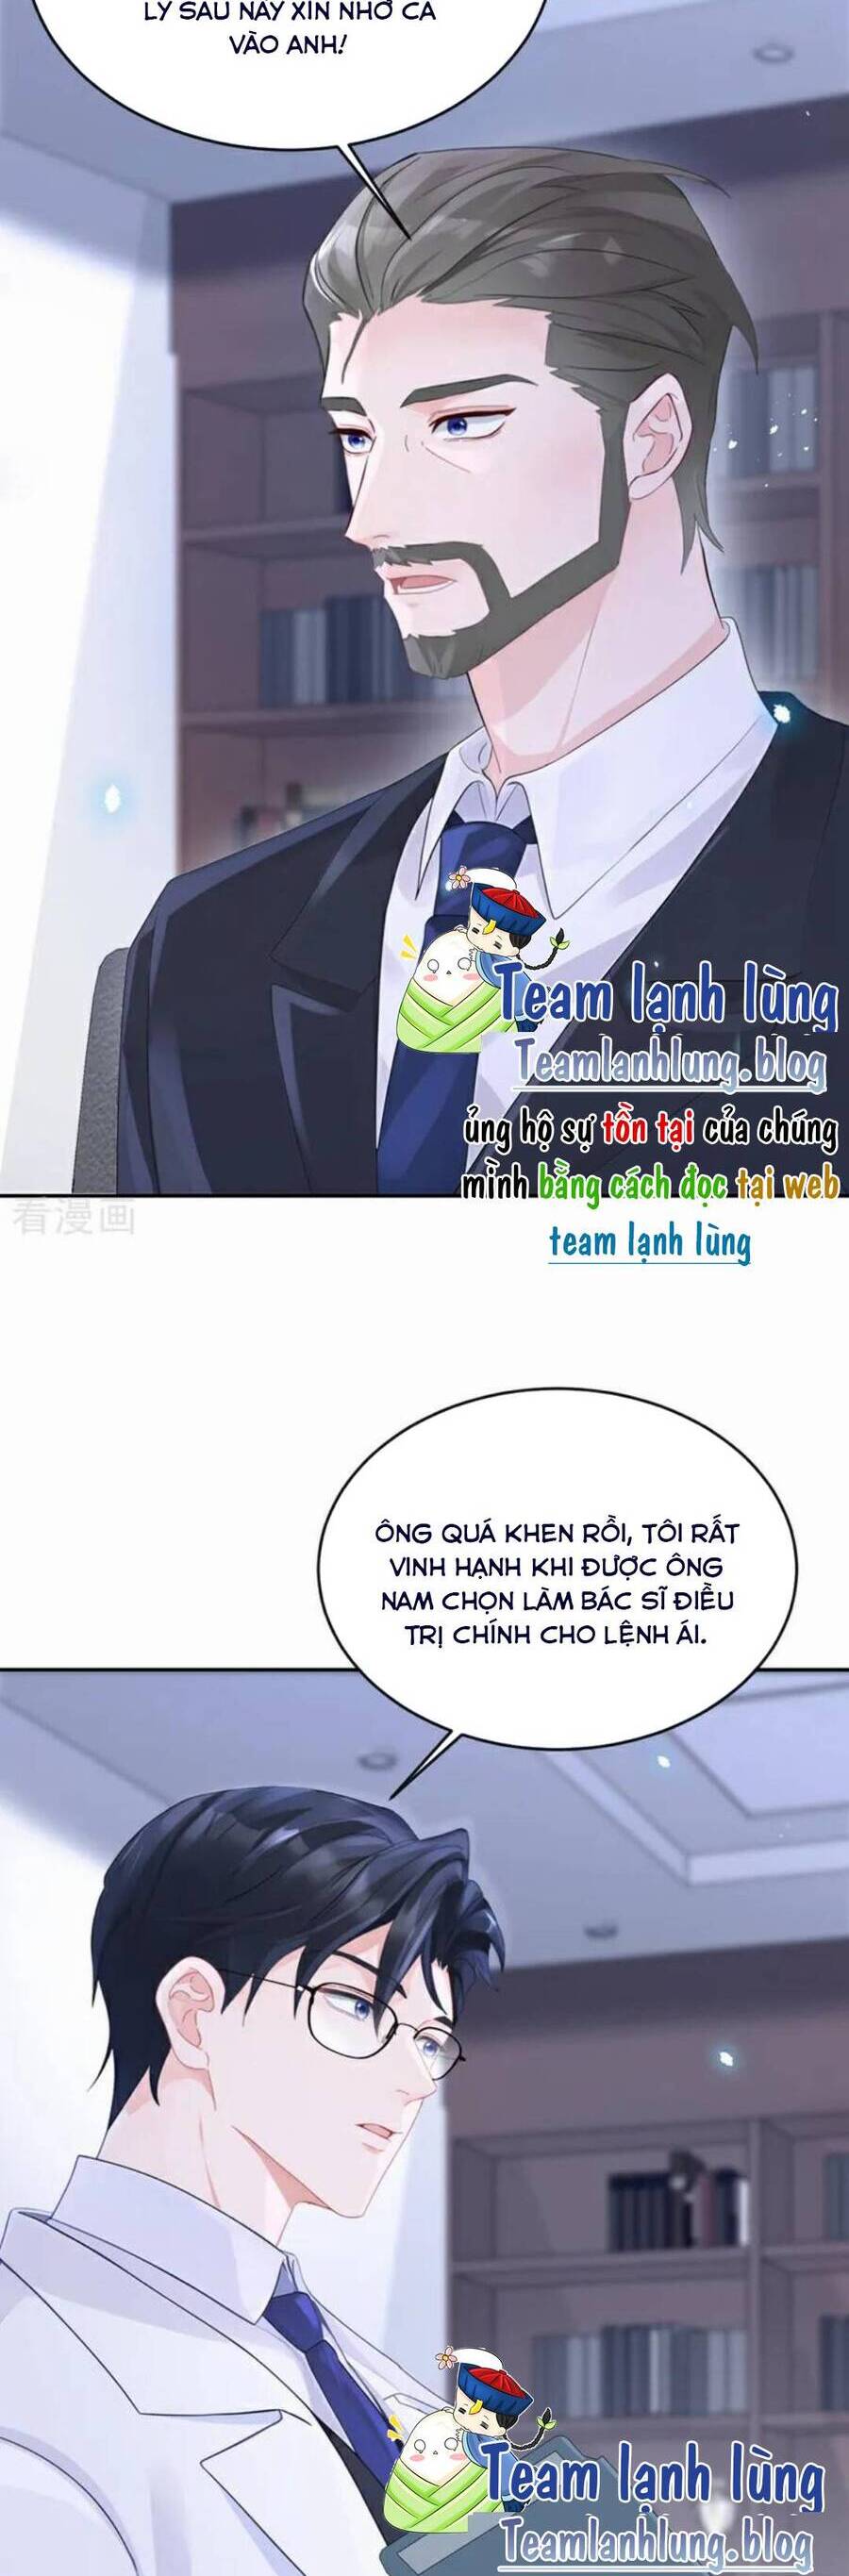 LÝ SAU NÀY XIN NHỜ CẢ
VÀO ANH!
Team lạnh lùng
Teamlanhlung.blog
ủng hộ sự tồn tại của chúng
mình bằng cách đọc tại web
team lạnh lùng
看漫画
ÔNG QUÁ KHEN RỒI, TÔI RẤT
VINH HẠNH KHI ĐƯỢC ÔNG
NAM CHỌN LÀM BÁC SĨ ĐIỀU
TRỊ CHÍNH CHO LỆNH ÁI.
Team lạnh lùng
Teamlanhlung.blog